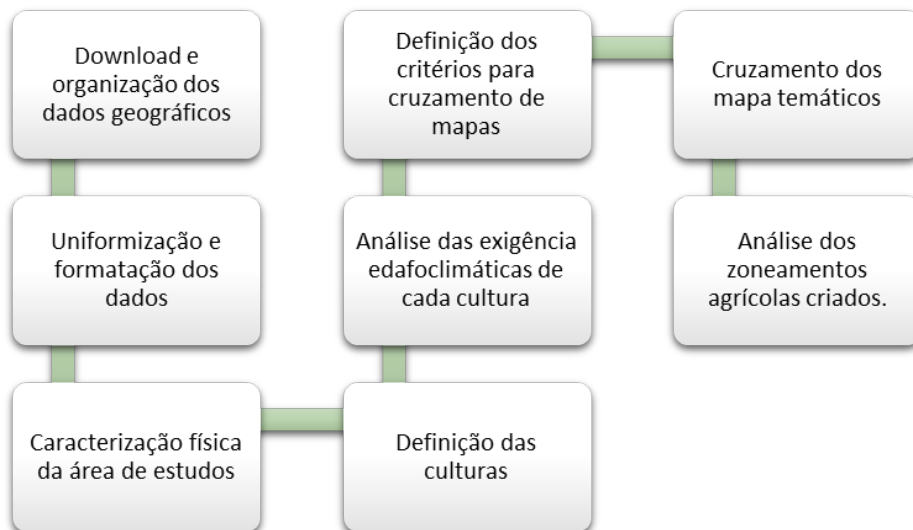 Download e
organização dos
dados geográficos
Uniformização e
formatação dos
dados
Caracterização física
da área de estudos
Definição das
culturas
Análise das exigência
edafoclimáticas de
cada cultura
Definição dos
critérios para
cruzamento de
mapas
Cruzamento dos
mapa temáticos
Análise dos
zoneamentos
agrícolas criados.